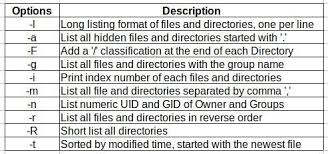 Options Description
-l Long listing format of files and directories, one per line
-a List all hidden files and directories started with '.'
-F Add a '/' classification at the end of each Directory
-g List all files and directories with the group name
-i Print index number of each files and directories
-m List all file and directories separated by comma ','
-n List numeric UID and GID of Owner and Groups
-r List all files and directories in reverse order
-R Short list all directories
-t Sorted by modified time, started with the newest file